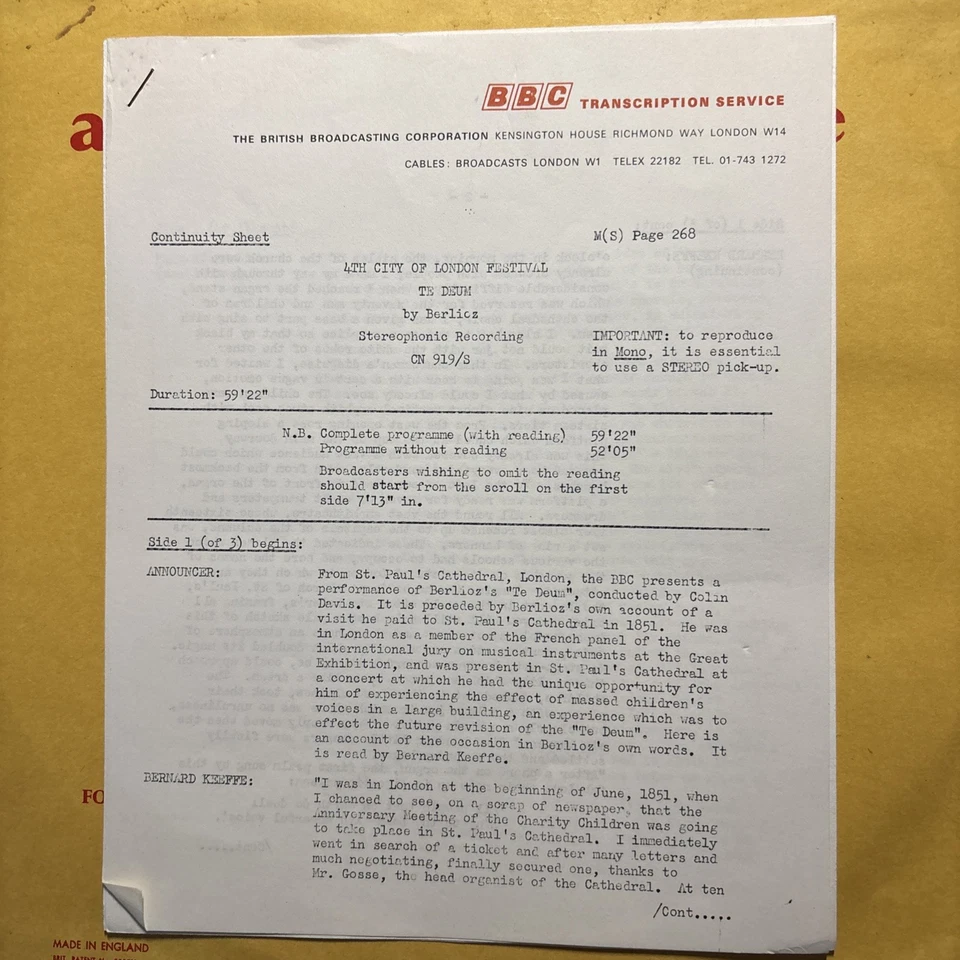 BBC TRANSCRIPTION SERVICE
THE BRITISH BROADCASTING CORPORATION KENSINGTON HOUSE RICHMOND WAY LONDON W14
CABLES: BROADCASTS LONDON W1 TELEX 22182 TEL. 01-743 1272
Continuity Sheet
M(S) Page 268
4TH CITY OF LONDON FESTIVAL
TE DEUM
by Berlioz
Stereophonic Recording
CN 919/S
IMPORTANT: to reproduce
in Mono, it is essential
to use a STEREO pick-up.
Duration: 59'22"
N.B. Complete programme (with reading) 59'22"
Programme without reading 52'05"
Broadcasters wishing to omit the reading
should start from the scroll on the first
side 7'13" in.
Side 1 (of 3) begins:
ANNOUNCER:
From St. Paul's Cathedral, London, the BBC presents a
performance of Berlioz's "Te Deum", conducted by Colin
Davis. It is preceded by Berlioz's own account of a
visit he paid to St. Paul's Cathedral in 1851. He was
in London as a member of the French panel of the
international jury on musical instruments at the Great
Exhibition, and was present in St. Paul's Cathedral at
a concert at which he had the unique opportunity for
him of experiencing the effect of massed children's
voices in a large building, an experience which was to
effect the future revision of the "Te Deum". Here is
an account of the occasion in Berlioz's own words. It
is read by Bernard Keeffe.
BERNARD KEEFFE:
"I was in London at the beginning of June, 1851, when
I chanced to see, on a scrap of newspaper, that the
Anniversary Meeting of the Charity Children was going
to take place in St. Paul's Cathedral. I immediately
went in search of a ticket and after many letters and
much negotiating, finally secured one, thanks to
Mr. Gosse, the head organist of the Cathedral. At ten
/Cont.....
a
e
FO
MADE IN ENGLAND